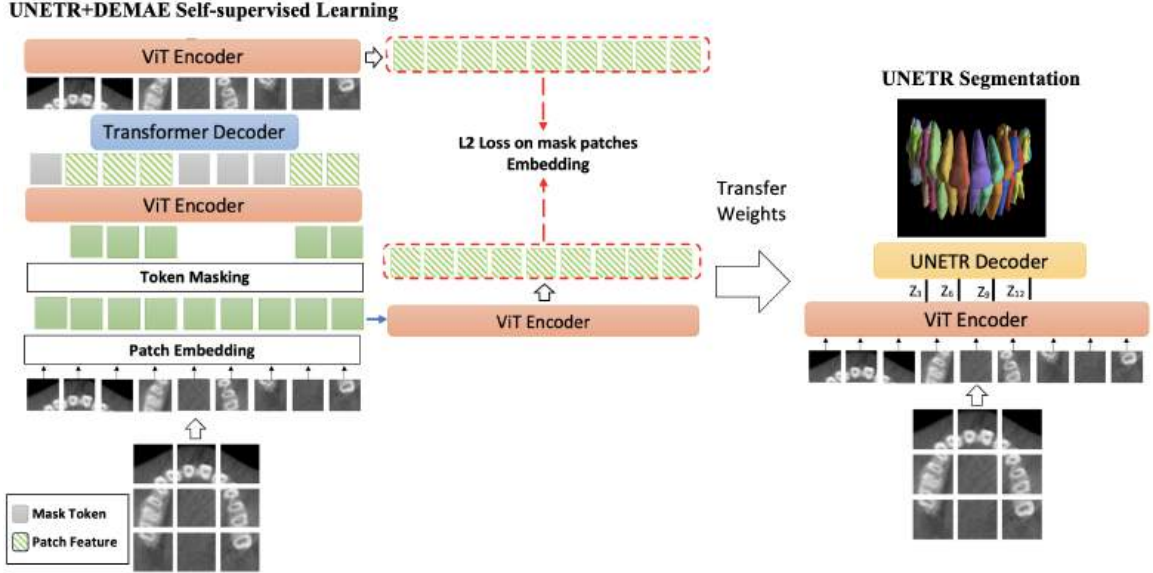 UNETR+DEMAE Self-supervised Learning
ViT Encoder
Transformer Decoder
ViT Encoder
Token Masking
Patch Embedding
Mask Token
Patch Feature
L2 Loss on mask patches
Embedding
ViT Encoder
Transfer
Weights
UNETR Segmentation
UNETR Decoder
Z3 Z6 Z9 Z12
ViT Encoder